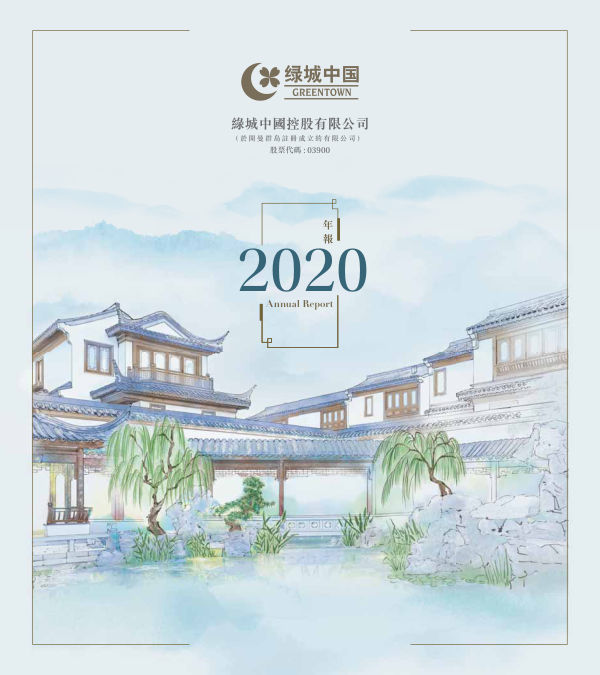 绿城中国
GREENTOWN
綠城中國控股有限公司
(於開曼群島註冊成立的有限公司)
股票代碼 : 03900
年報
2020
Annual Report